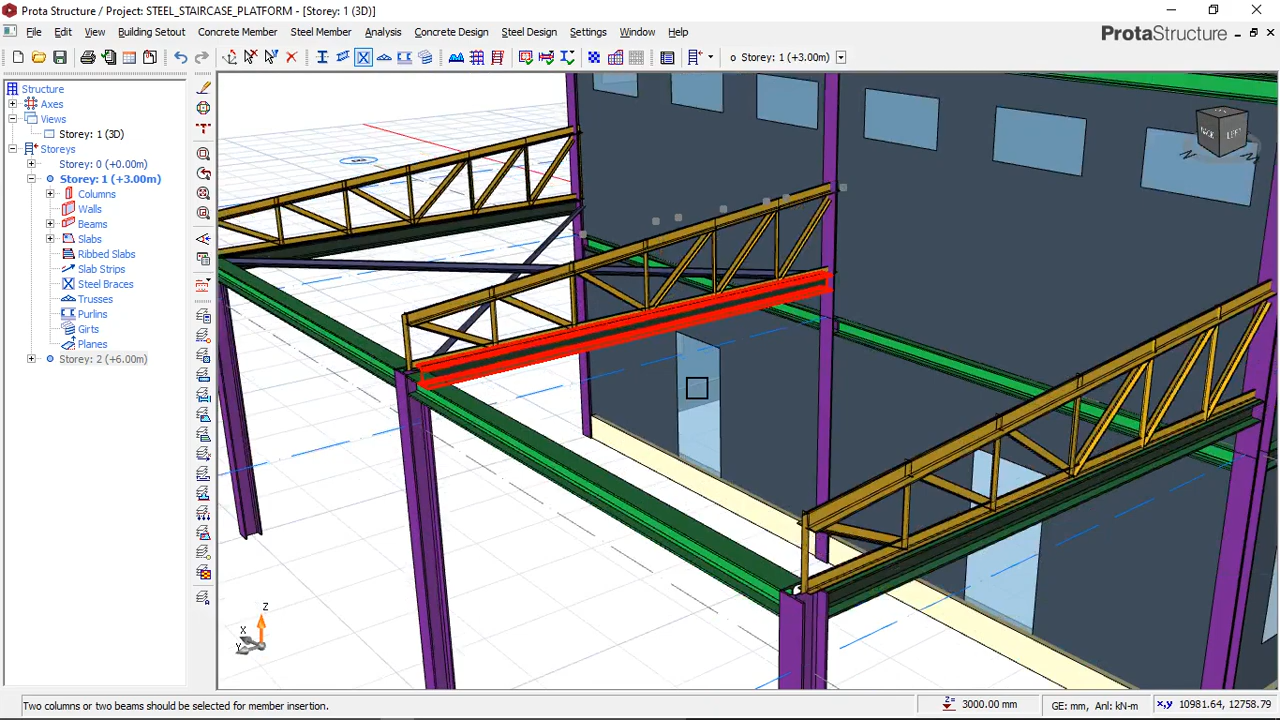 Prota Structure / Project: STEEL_STAIRCASE_PLATFORM - [Storey: 1 (3D)]
File Edit View Building Setout Concrete Member Steel Member Analysis Concrete Design Steel Design Settings Window Help
ProtaStructure
o Storey: 1 (+3.00m)
Structure
Axes
Views
Storey: 1 (3D)
Storeys
Storey: 0 (+0.00m)
Storey: 1 (+3.00m)
Columns
Walls
Beams
Slabs
Ribbed Slabs
Slab Strips
Steel Braces
Trusses
Purlins
Girts
Planes
Storey: 2 (+6.00m)
Z
X
Y
LEFT
Two columns or two beams should be selected for member insertion.
Z= 3000.00 mm
GE: mm, Anl: kN-m
x,y 10981.64, 12758.79